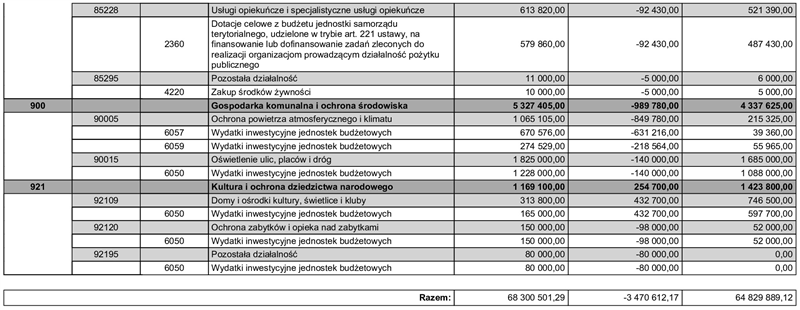 85228 Usługi opiekuńcze i specjalistyczne usługi opiekuńcze 613 820,00 -92 430,00 521 390,00
Dotacje celowe z budżetu jednostki samorządu
terytorialnego, udzielone w trybie art. 221 ustawy, na
2360 finansowanie lub dofinansowanie zadań zleconych do 579 860,00 -92 430,00 487 430,00
realizacji organizacjom prowadzącym działalność pożytku
publicznego
85295 Pozostała działalność 11 000,00 -5 000,00 6 000,00
4220 Zakup środków żywności 10 000,00 -5 000,00 5 000,00
900 Gospodarka komunalna i ochrona środowiska 5 327 405,00 -989 780,00 4 337 625,00
90005 Ochrona powietrza atmosferycznego i klimatu 1 065 105,00 -849 780,00 215 325,00
6057 Wydatki inwestycyjne jednostek budżetowych 670 576,00 -631 216,00 39 360,00
6059 Wydatki inwestycyjne jednostek budżetowych 274 529,00 -218 564,00 55 965,00
90015 Oświetlenie ulic, placów i dróg 1 825 000,00 -140 000,00 1 685 000,00
6050 Wydatki inwestycyjne jednostek budżetowych 1 228 000,00 -140 000,00 1 088 000,00
921 Kultura i ochrona dziedzictwa narodowego 1 169 100,00 254 700,00 1 423 800,00
92109 Domy i ośrodki kultury, świetlice i kluby 313 800,00 432 700,00 746 500,00
6050 Wydatki inwestycyjne jednostek budżetowych 165 000,00 432 700,00 597 700,00
92120 Ochrona zabytków i opieka nad zabytkami 150 000,00 -98 000,00 52 000,00
6050 Wydatki inwestycyjne jednostek budżetowych 150 000,00 -98 000,00 52 000,00
92195 Pozostała działalność 80 000,00 -80 000,00 0,00
6050 Wydatki inwestycyjne jednostek budżetowych 80 000,00 -80 000,00 0,00
Razem: 68 300 501,29 -3 470 612,17 64 829 889,12